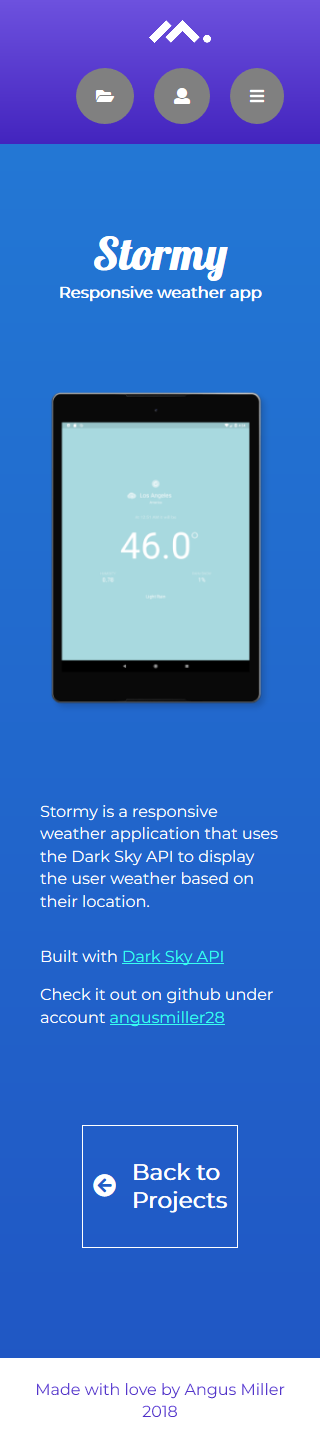 Stormy
Responsive weather app
Los Angeles
46.0°
Stormy is a responsive
weather application that uses
the Dark Sky API to display
the user weather based on
their location.
Built with Dark Sky API
Check it out on github under
account angusmiller28
Back to
Projects
Made with love by Angus Miller
2018